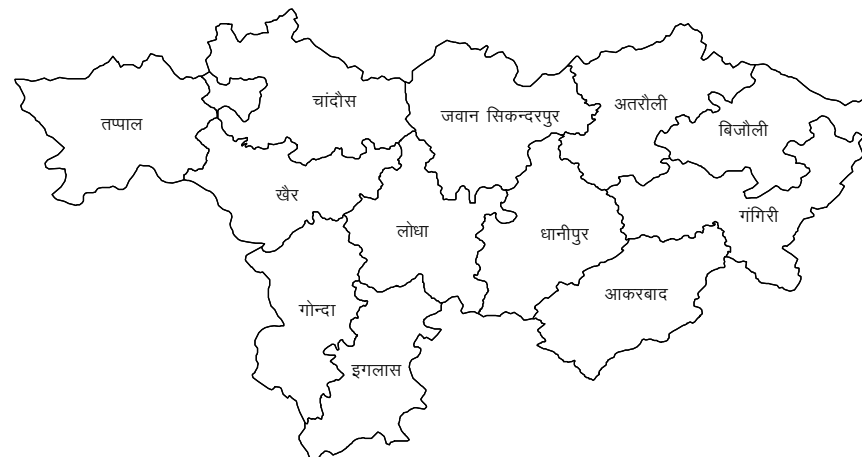 चांदौस
जवान सिकन्दरपुर
अतरौली
तप्पाल
बिजौली
खैर
गंगिरी
लोधा
धानीपुर
आकरबाद
गोन्दा
इगलास